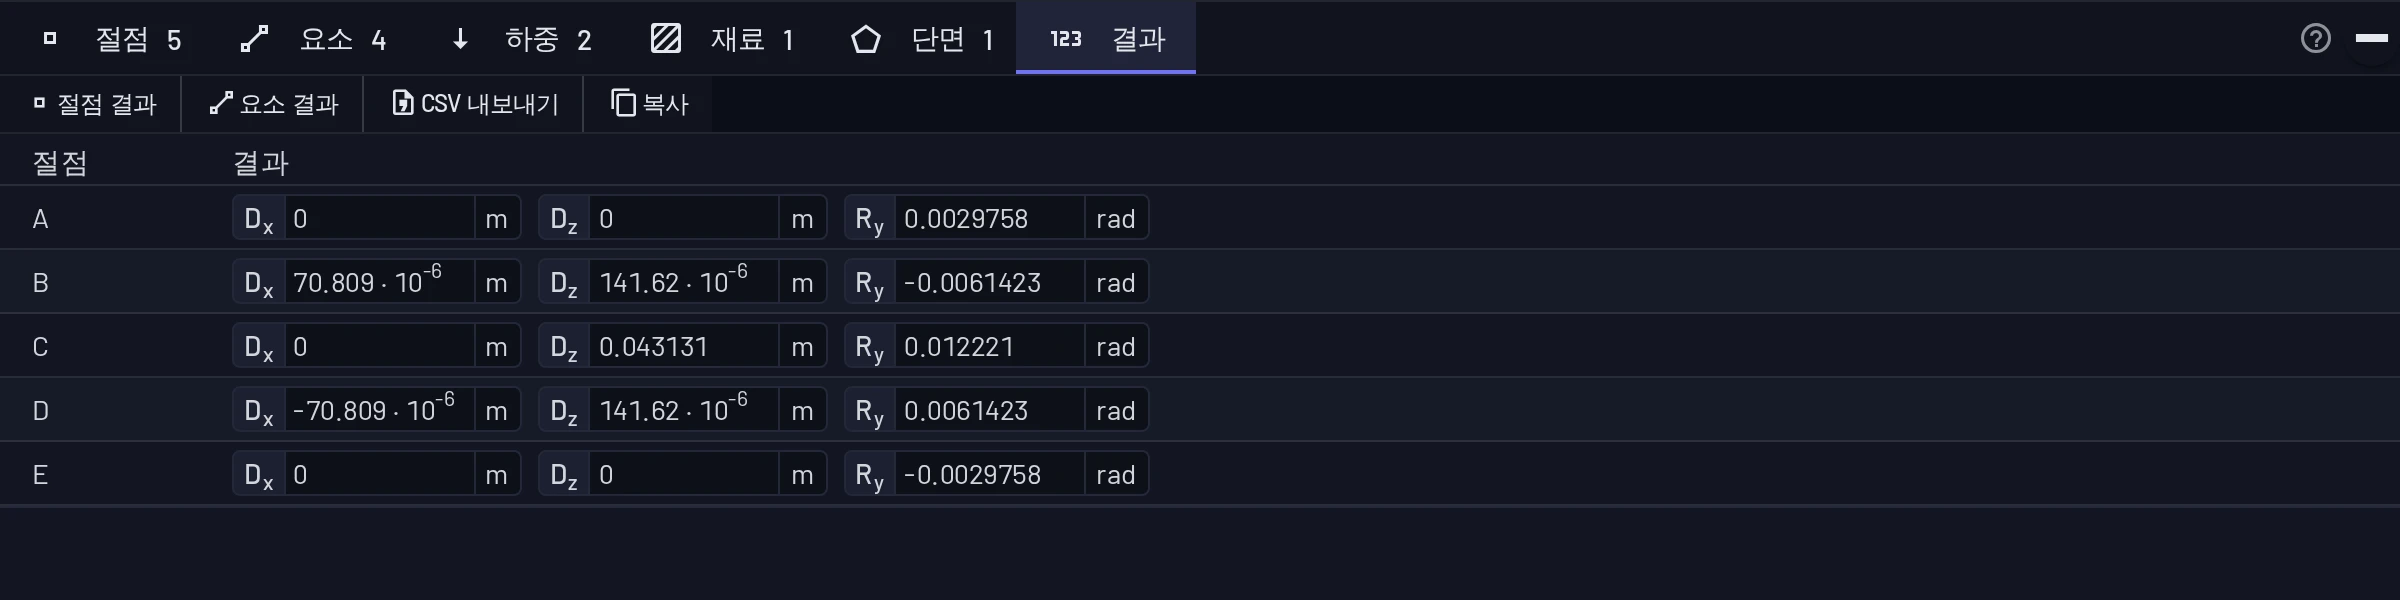 절점 5 요소 4 하중 2 재료 1 단면 1 123 결과
절점 결과 요소 결과 CSV 내보내기 복사
절점 결과
A Dx 0 m Dz 0 m Ry 0.0029758 rad
B Dx 70.809 · 10⁻⁶ m Dz 141.62 · 10⁻⁶ m Ry -0.0061423 rad
C Dx 0 m Dz 0.043131 m Ry 0.012221 rad
D Dx -70.809 · 10⁻⁶ m Dz 141.62 · 10⁻⁶ m Ry 0.0061423 rad
E Dx 0 m Dz 0 m Ry -0.0029758 rad